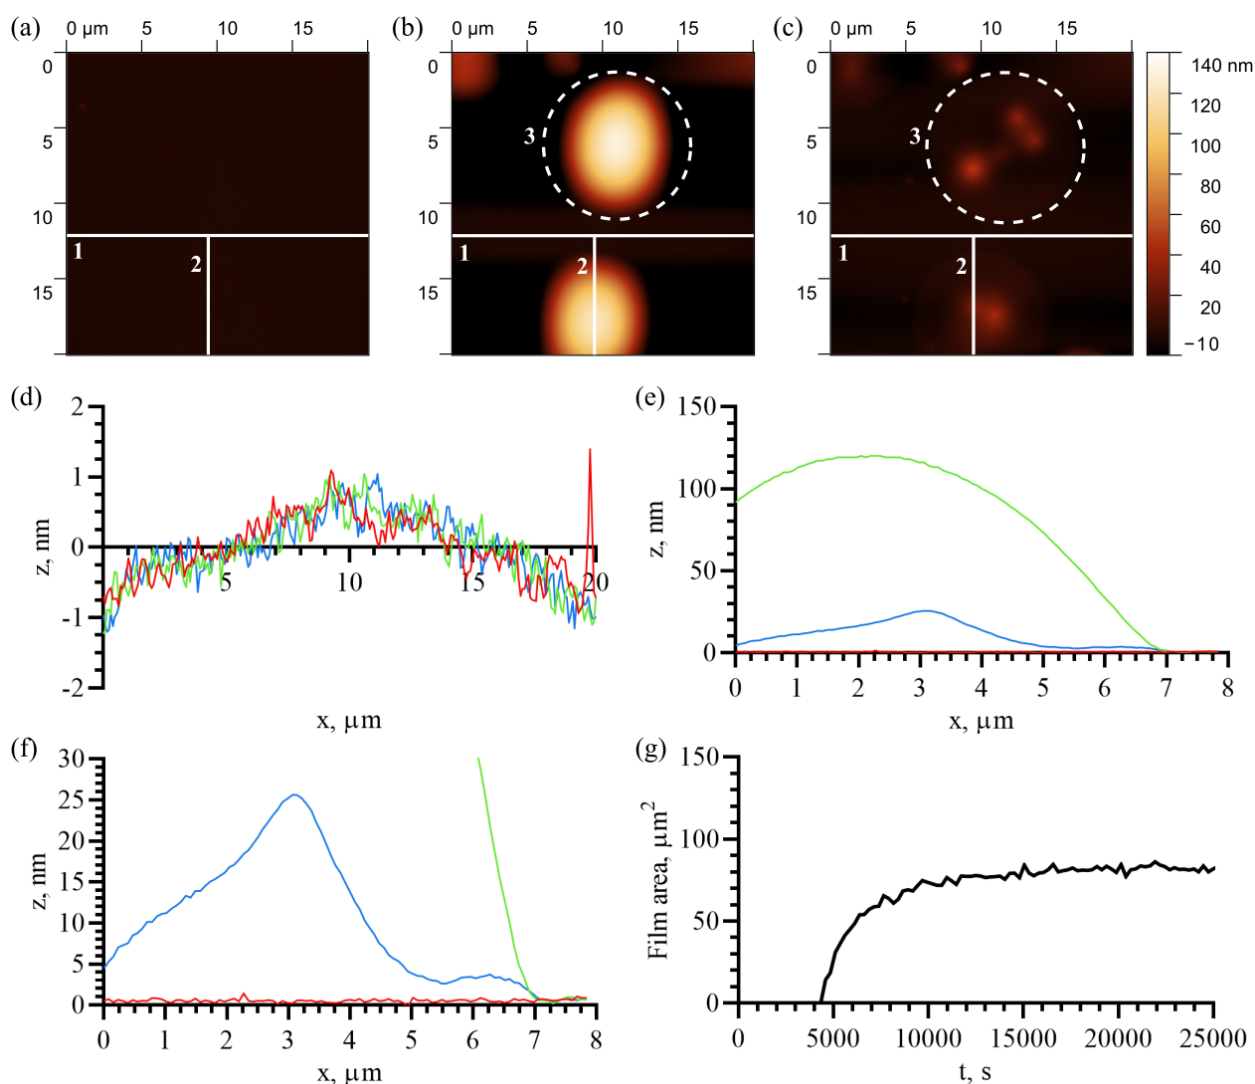 (a) (b) (c)
0 µm 5 10 15 0 µm 5 10 15 0 µm 5 10 15
0 5 10 15
1 2
0 5 10 15
3
1 2
0 5 10 15
3
1 2
140 nm
120
100
80
60
40
20
−10
(d)
2
1
0
-1
-2
z, nm
5 10 15 20
x, µm
(e)
150
100
50
0
z, nm
0 1 2 3 4 5 6 7 8
x, µm
(f)
30
25
20
15
10
5
0
z, nm
0 1 2 3 4 5 6 7 8
x, µm
(g)
150
100
50
0
Film area, µm²
0 5000 10000 15000 20000 25000
t, s